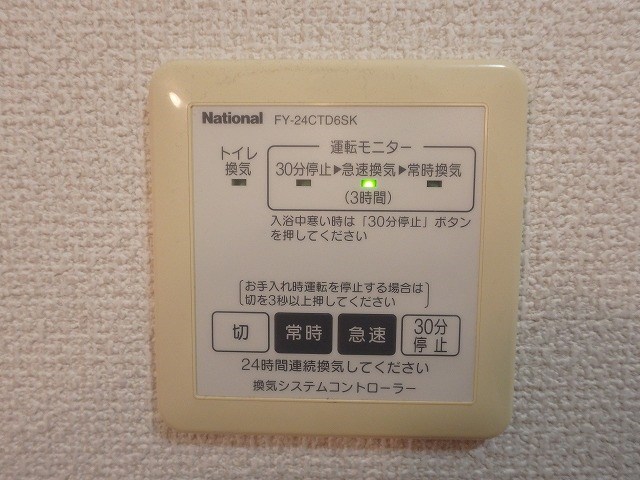 National FY-24CTD6SK
運転モニター
トイレ
換気
30分停止▶急速換気▶常時換気
(3時間)
入浴中寒い時は「30分停止」ボタン
を押してください
お手入れ時運転を停止する場合は
切を3秒以上押してください
切 常時 急速 30分
停止
24時間連続換気してください
換気システムコントローラー